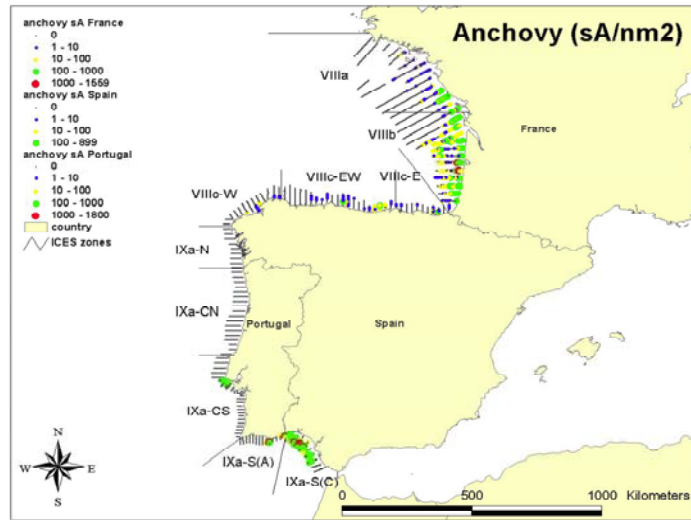 Anchovy (sA/nm2)
anchovy sA France
0
1 - 10
10 - 100
100 - 1000
1000 - 1559
anchovy sA Spain
0
1 - 10
10 - 100
100 - 899
anchovy sA Portugal
0
1 - 10
10 - 100
100 - 1000
1000 - 1800
country
ICES zones
VIIIa
VIIIb
France
VIIIc-EW
VIIIc-E
VIIIc-W
IXa-N
IXa-CN
Portugal
Spain
IXa-CS
IXa-S(A)
IXa-S(C)
N
W
E
S
0
500
1000 Kilometers